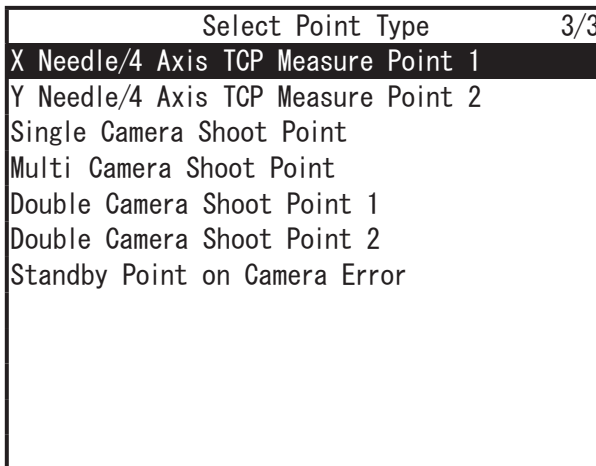 Select Point Type 3/3
X Needle/4 Axis TCP Measure Point 1
Y Needle/4 Axis TCP Measure Point 2
Single Camera Shoot Point
Multi Camera Shoot Point
Double Camera Shoot Point 1
Double Camera Shoot Point 2
Standby Point on Camera Error